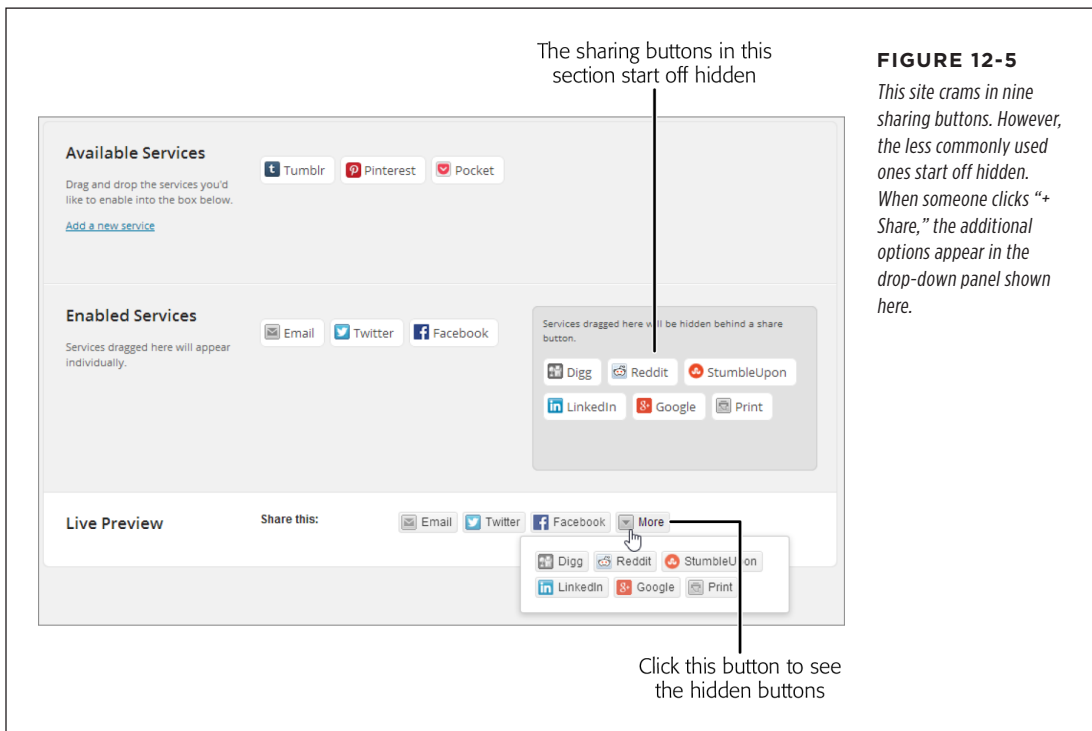 The sharing buttons in this
section start off hidden
FIGURE 12-5
This site crams in nine
sharing buttons. However,
the less commonly used
ones start off hidden.
When someone clicks “+
Share,” the additional
options appear in the
drop-down panel shown
here.
Available Services
Drag and drop the services you'd
like to enable into the box below.
Add a new service
Tumblr Pinterest Pocket
Enabled Services
Services dragged here will appear
individually.
Email Twitter Facebook
Services dragged here will be hidden behind a share
button.
Digg Reddit StumbleUpon
LinkedIn Google Print
Live Preview
Share this:
Email Twitter Facebook More
Digg Reddit StumbleUpon
LinkedIn Google Print
Click this button to see
the hidden buttons